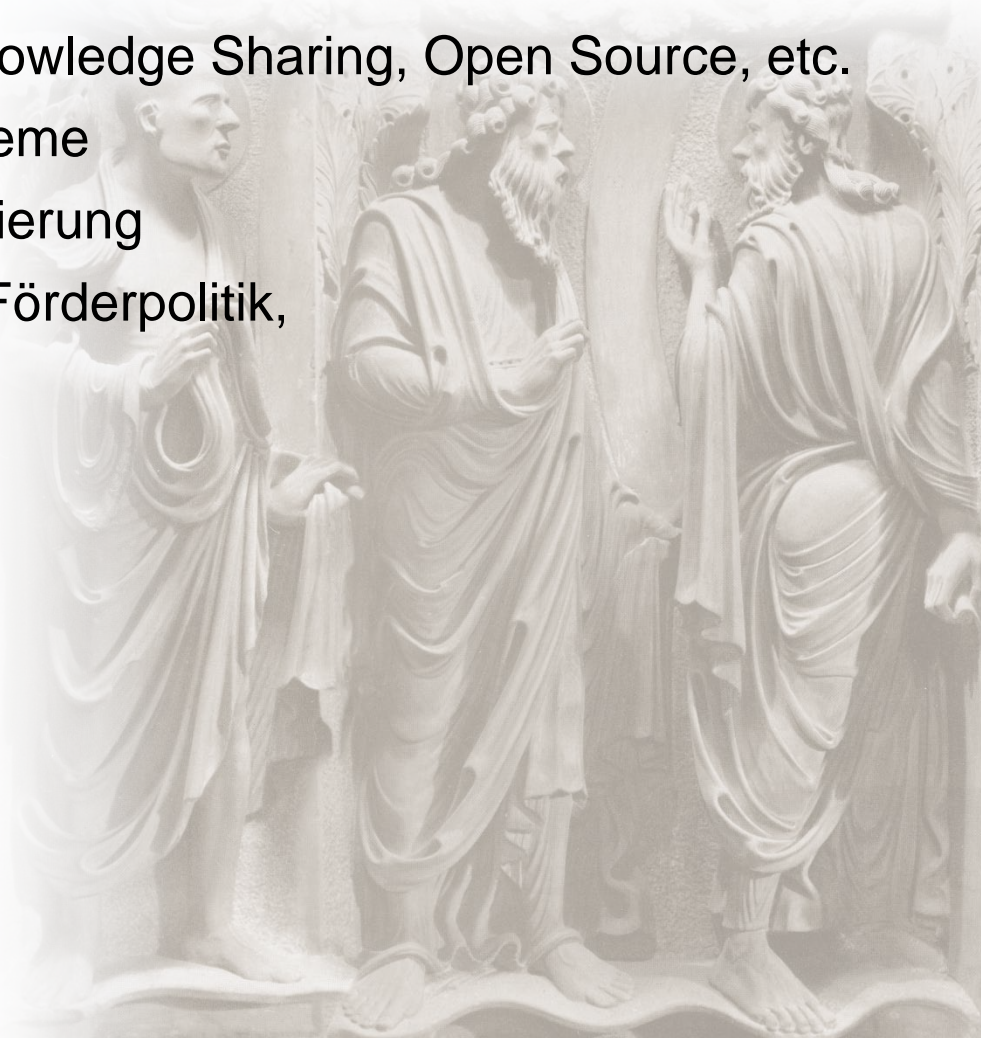 owledge Sharing, Open Source, etc.
eme
ierung
Förderpolitik,